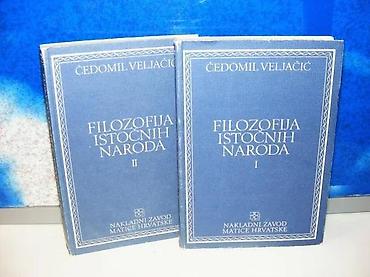 ČEDOMIL VELJAČIĆ
FILOZOFIJA
ISTOČNIH
NARODA
II
NAKLADNI ZAVOD
MATICE HRVATSKE
ČEDOMIL VELJAČIĆ
FILOZOFIJA
ISTOČNIH
NARODA
I
NAKLADNI ZAVOD
MATICE HRVATSKE